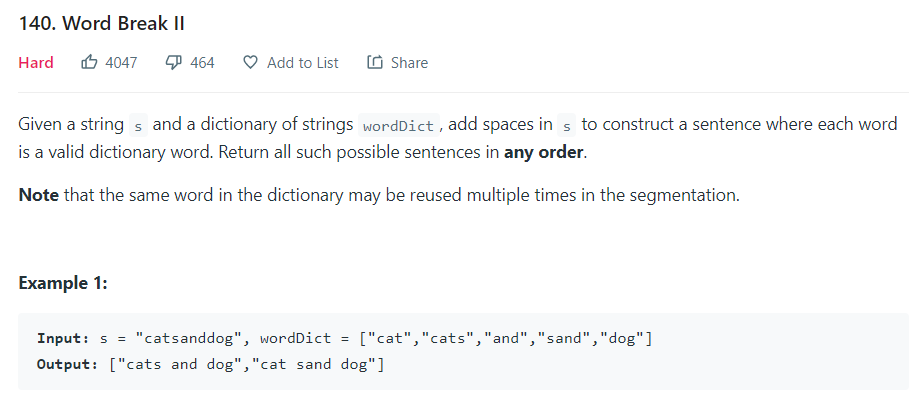 140. Word Break II
Hard 4047 464 Add to List Share
Given a string s and a dictionary of strings wordDict, add spaces in s to construct a sentence where each word
is a valid dictionary word. Return all such possible sentences in any order.
Note that the same word in the dictionary may be reused multiple times in the segmentation.
Example 1:
Input: s = "catsanddog", wordDict = ["cat","cats","and","sand","dog"]
Output: ["cats and dog","cat sand dog"]